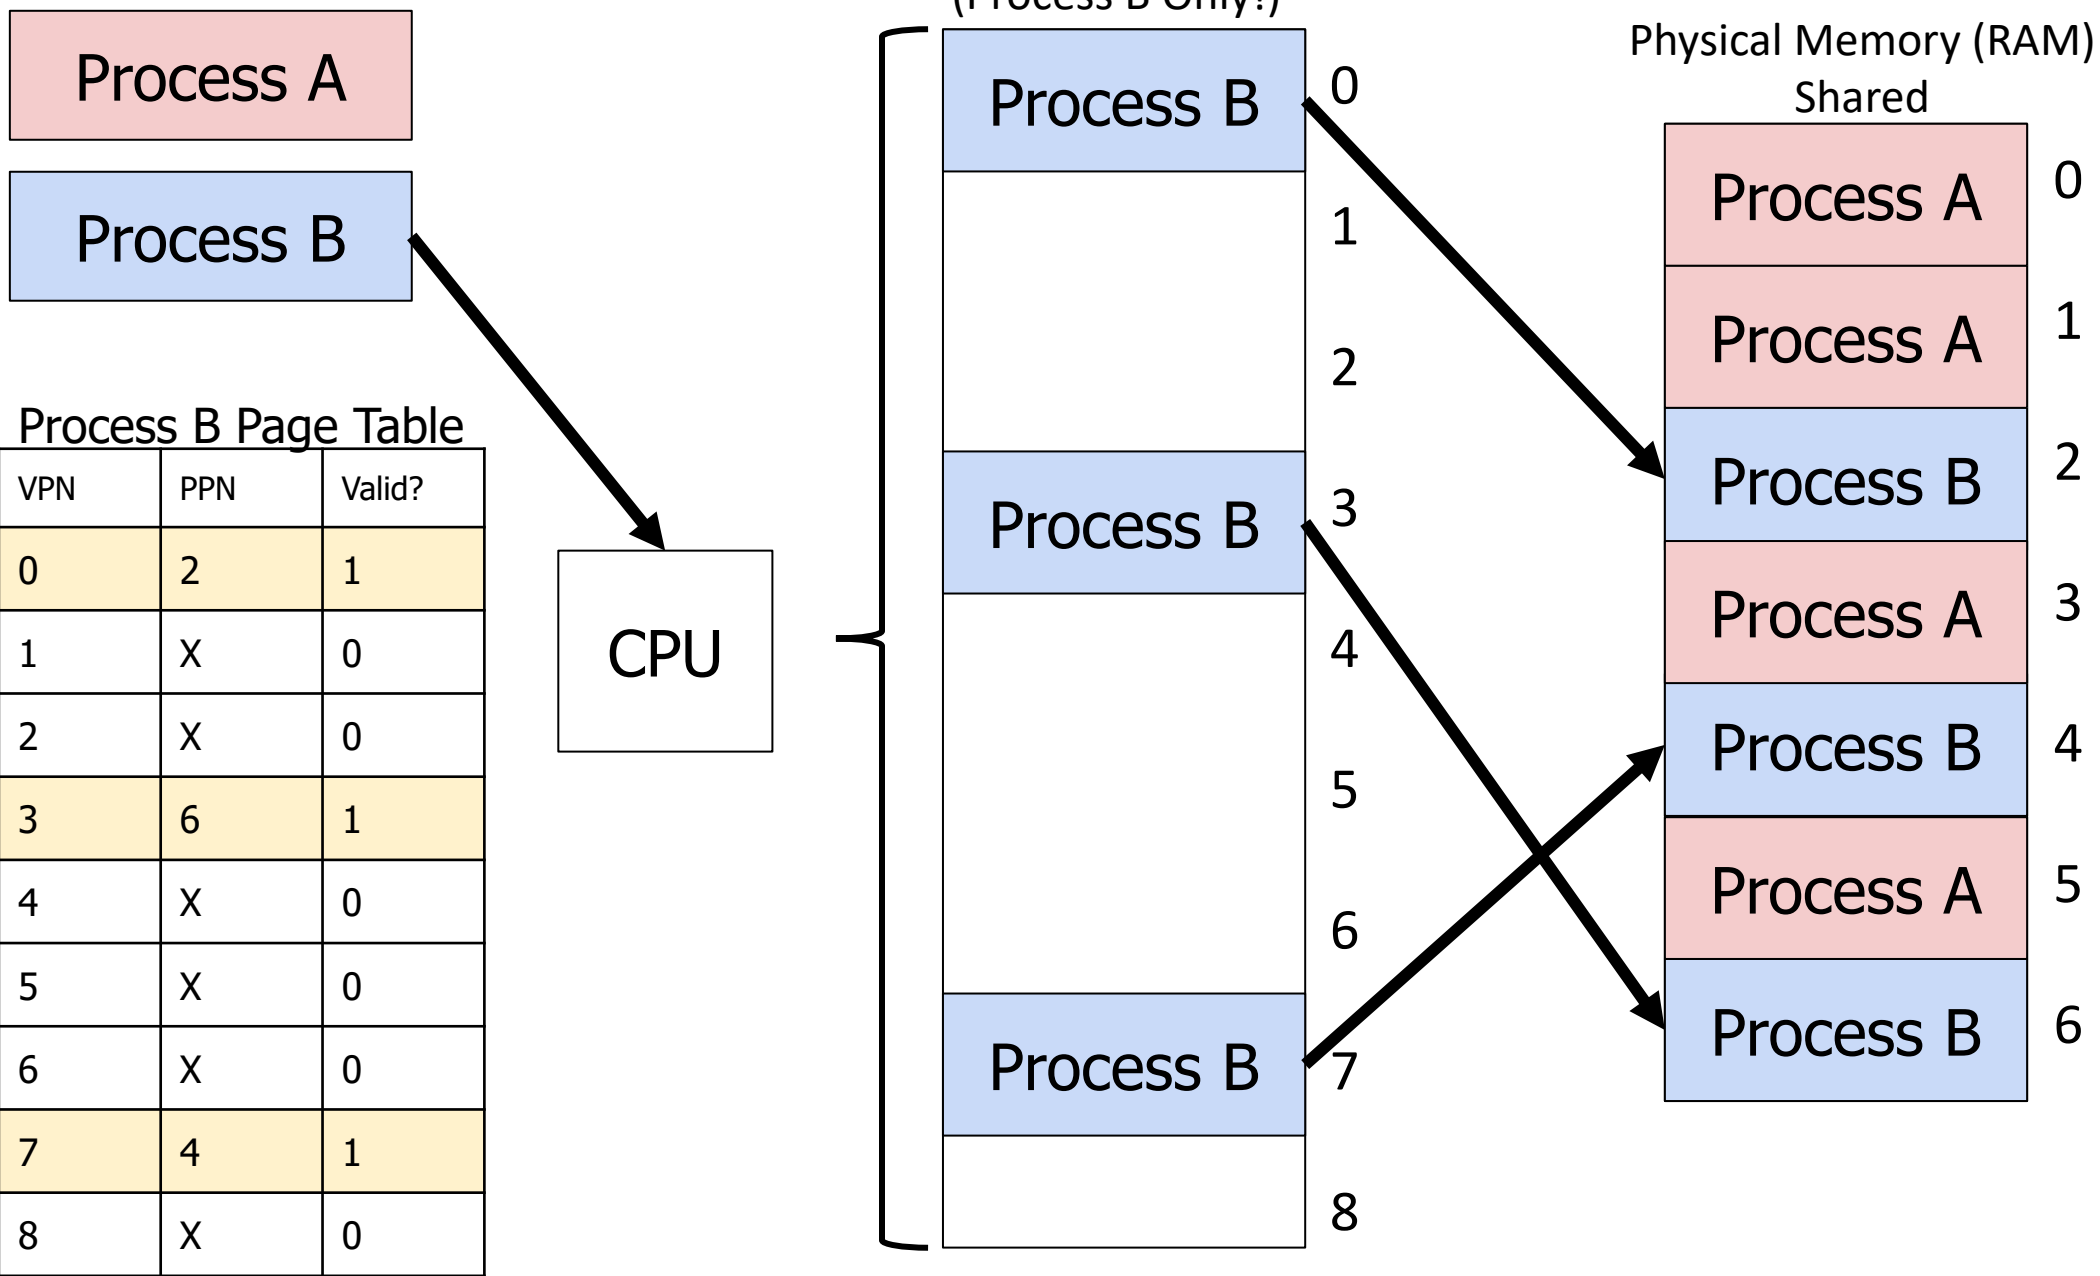 (Process B Only?)
Process A
Process B
Process B Page Table
VPN PPN Valid?
0 2 1
1 X 0
2 X 0
3 6 1
4 X 0
5 X 0
6 X 0
7 4 1
8 X 0
CPU
Process B 0
1
2
Process B 3
4
5
6
Process B 7
8
Physical Memory (RAM)
Shared
Process A 0
Process A 1
Process B 2
Process A 3
Process B 4
Process A 5
Process B 6